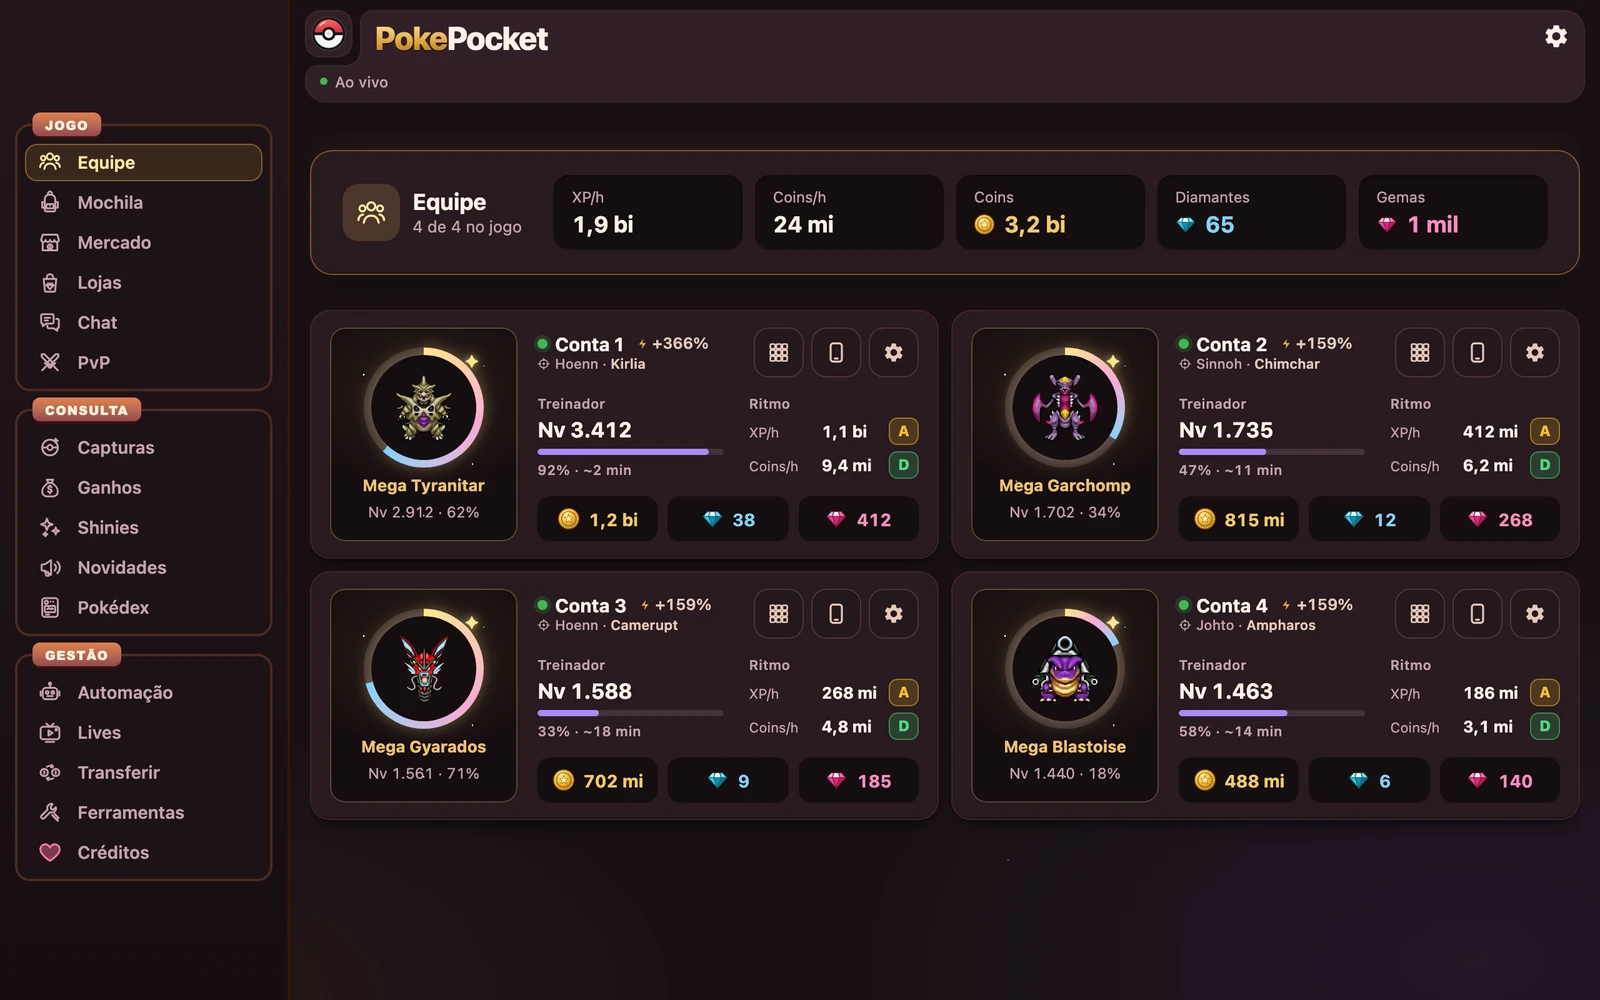 PokePocket
Ao vivo
JOGO
Equipe
Mochila
Mercado
Lojas
Chat
PvP
CONSULTA
Capturas
Ganhos
Shinies
Novidades
Pokédex
GESTÃO
Automação
Lives
Transferir
Ferramentas
Créditos
Equipe
4 de 4 no jogo
XP/h
1,9 bi
Coins/h
24 mi
Coins
3,2 bi
Diamantes
65
Gemas
1 mil
Mega Tyranitar
Nv 2.912 · 62%
Conta 1 +366%
Hoenn · Kirlia
Treinador
Nv 3.412
92% · ~2 min
Ritmo
XP/h 1,1 bi A
Coins/h 9,4 mi D
1,2 bi 38 412
Mega Garchomp
Nv 1.702 · 34%
Conta 2 +159%
Sinnoh · Chimchar
Treinador
Nv 1.735
47% · ~11 min
Ritmo
XP/h 412 mi A
Coins/h 6,2 mi D
815 mi 12 268
Mega Gyarados
Nv 1.561 · 71%
Conta 3 +159%
Hoenn · Camerupt
Treinador
Nv 1.588
33% · ~18 min
Ritmo
XP/h 268 mi A
Coins/h 4,8 mi D
702 mi 9 185
Mega Blastoise
Nv 1.440 · 18%
Conta 4 +159%
Johto · Ampharos
Treinador
Nv 1.463
58% · ~14 min
Ritmo
XP/h 186 mi A
Coins/h 3,1 mi D
488 mi 6 140